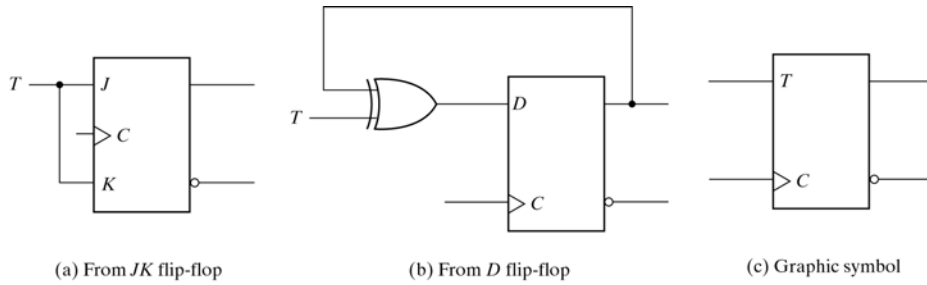 T
J
C
K
(a) From JK flip-flop
T
D
C
(b) From D flip-flop
T
C
(c) Graphic symbol